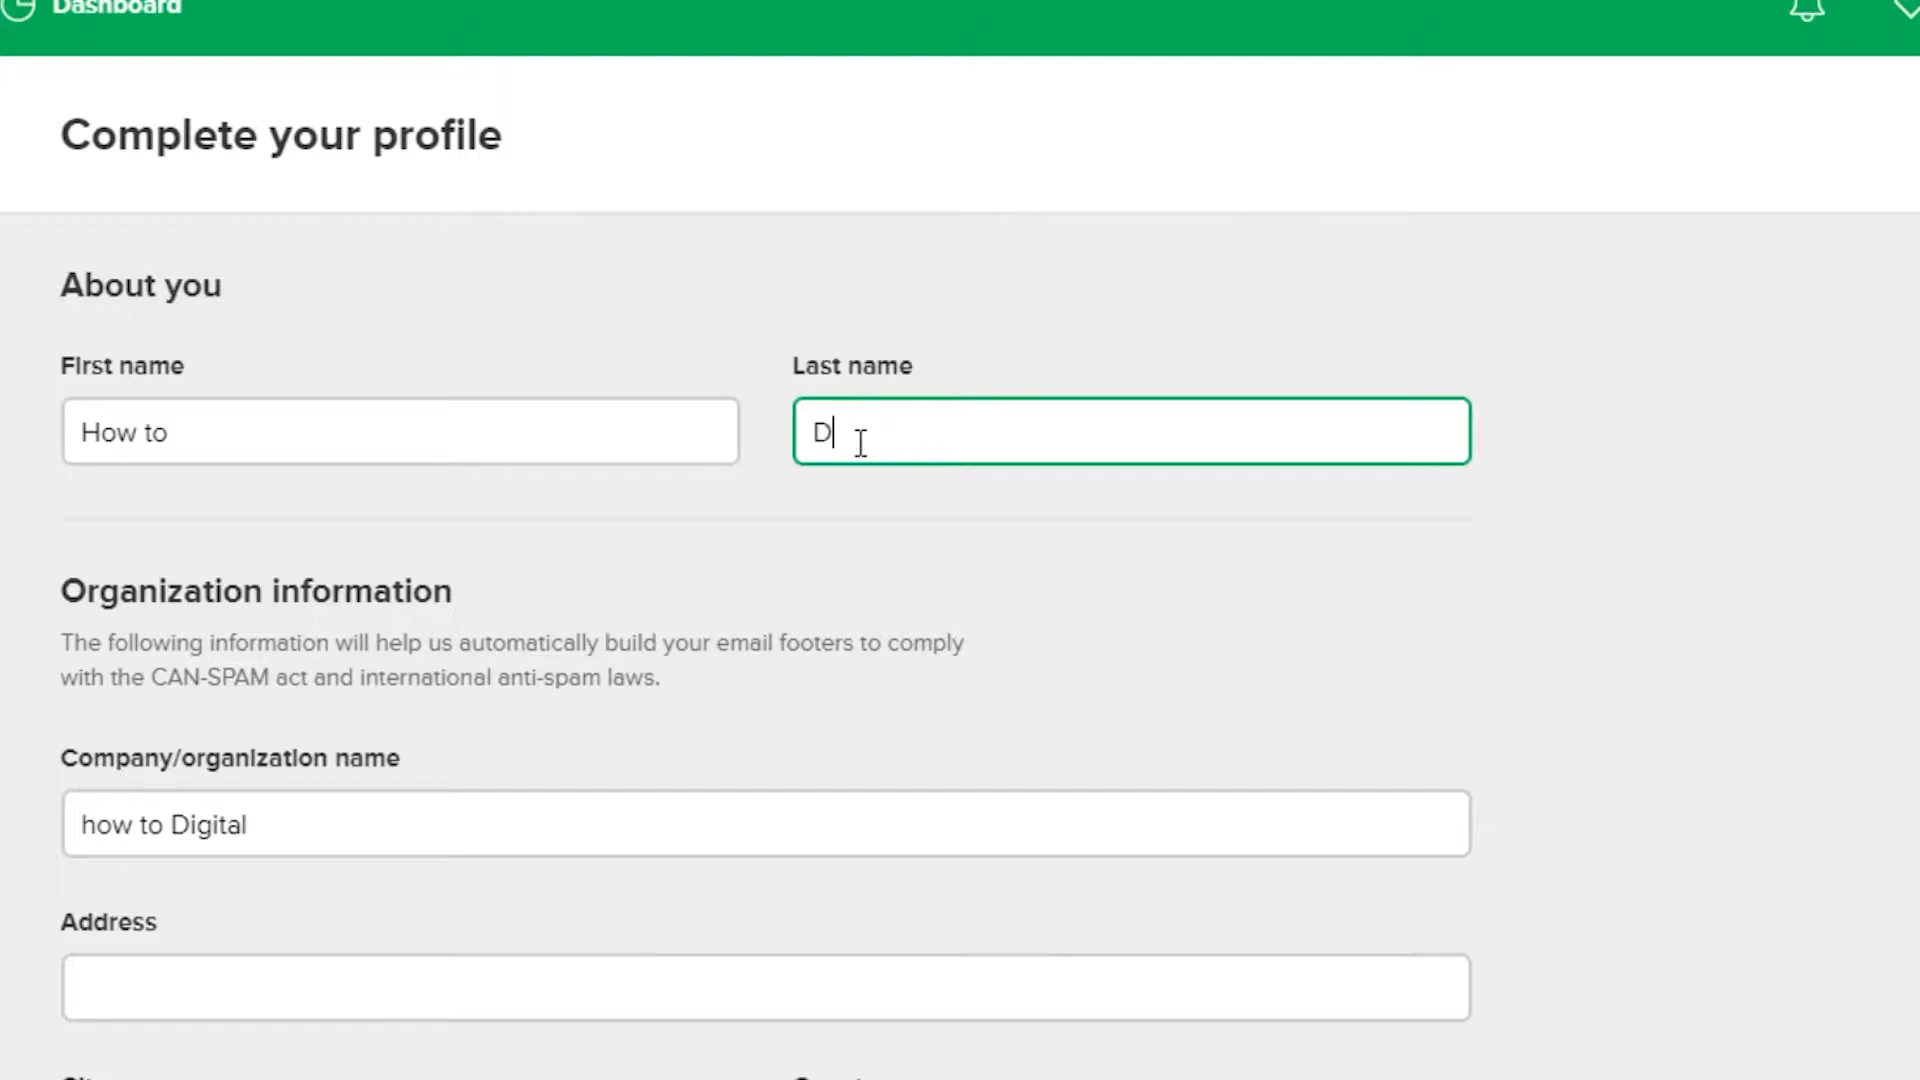 Dashboard
Complete your profile
About you
First name
Last name
How to
D
Organization information
The following information will help us automatically build your email footers to comply
with the CAN-SPAM act and international anti-spam laws.
Company/organization name
how to Digital
Address